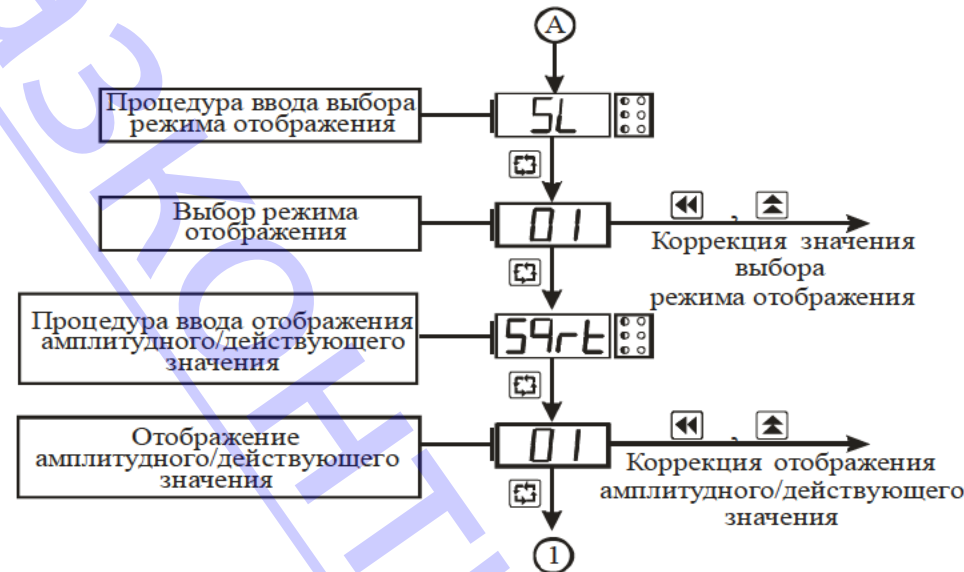 А
Процедура ввода выбора
режима отображения
SL
Выбор режима
отображения
01
,
Коррекция значения
выбора
режима отображения
Процедура ввода отображения
амплитудного/действующего
значения
Sqrt
Отображение
амплитудного/действующего
значения
01
,
Коррекция отображения
амплитудного/действующего
значения
1